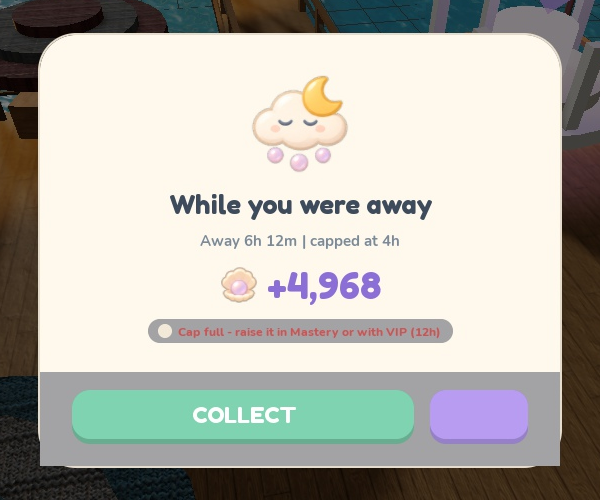 While you were away
Away 6h 12m | capped at 4h
+4,968
Cap full - raise it in Mastery or with VIP (12h)
COLLECT